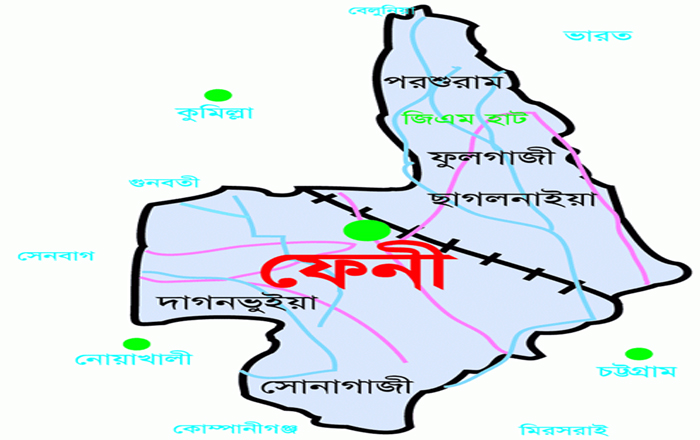 বেলুনিয়া
ভারত
পরশুরাম
কুমিল্লা
জিএম হাট
ফুলগাজী
গুনবতী
ছাগলনাইয়া
সেনবাগ
ফেনী
দাগনভুইয়া
নোয়াখালী
চট্টগ্রাম
সোনাগাজী
কোম্পানীগঞ্জ
মিরসরাই